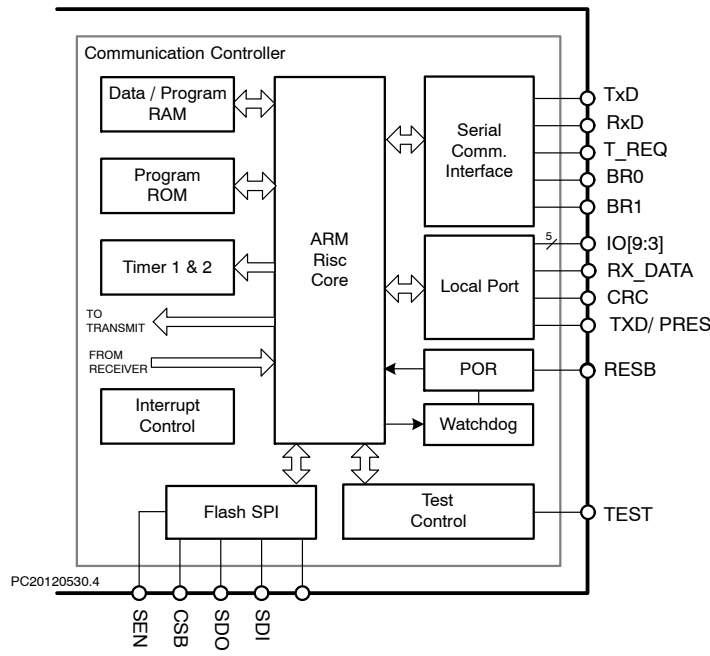 Communication Controller
Data / Program
RAM
Program
ROM
Timer 1 & 2
TO
TRANSMIT
FROM
RECEIVER
Interrupt
Control
ARM
Risc
Core
Serial
Comm.
Interface
Local Port
POR
Watchdog
Flash SPI
Test
Control
TxD
RxD
T_REQ
BR0
BR1
5
IO[9:3]
RX_DATA
CRC
TXD/ PRES
RESB
TEST
PC20120530.4
SEN
CSB
SDO
SDI